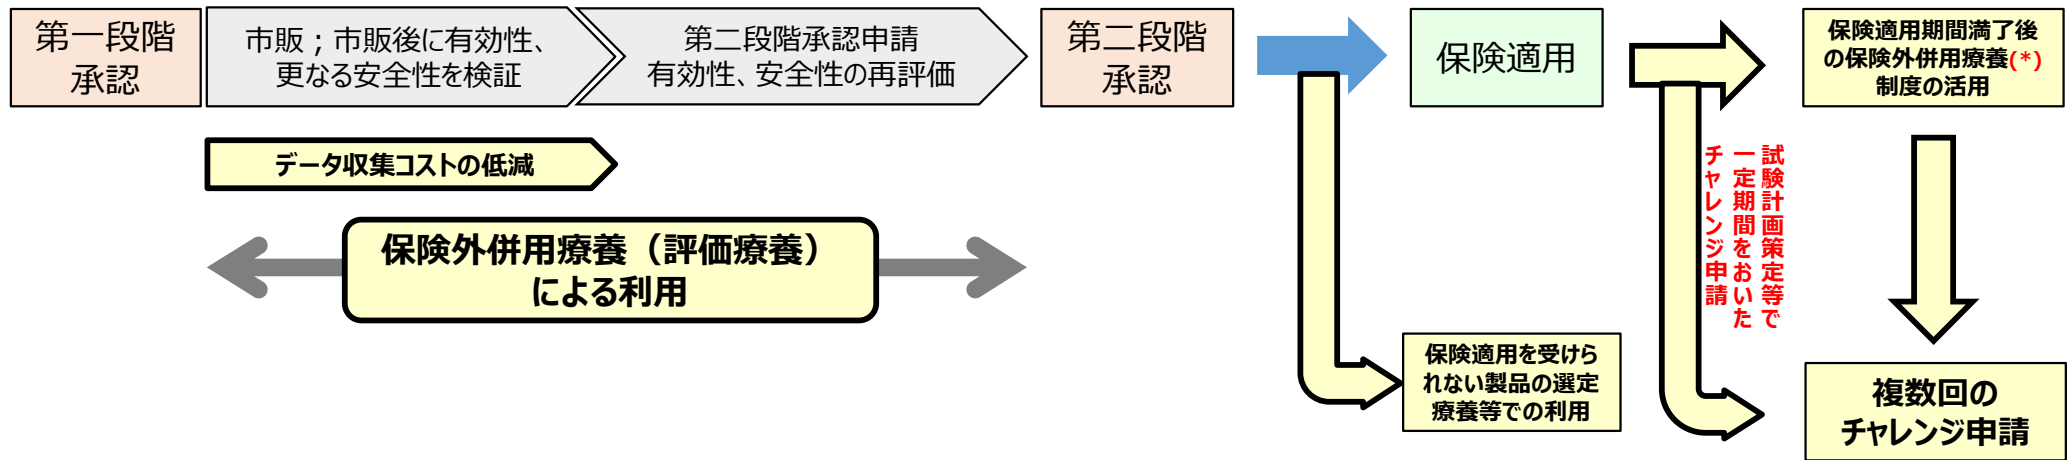 第一段階
承認
市販；市販後に有効性、
更なる安全性を検証
第二段階承認申請
有効性、安全性の再評価
第二段階
承認
保険適用
保険適用期間満了後
の保険外併用療養(*)
制度の活用
データ収集コストの低減
保険外併用療養（評価療養）
による利用
試験計画策定等で
一定期間をおいた
チャレンジ申請
保険適用を受けら
れない製品の選定
療養等での利用
複数回の
チャレンジ申請